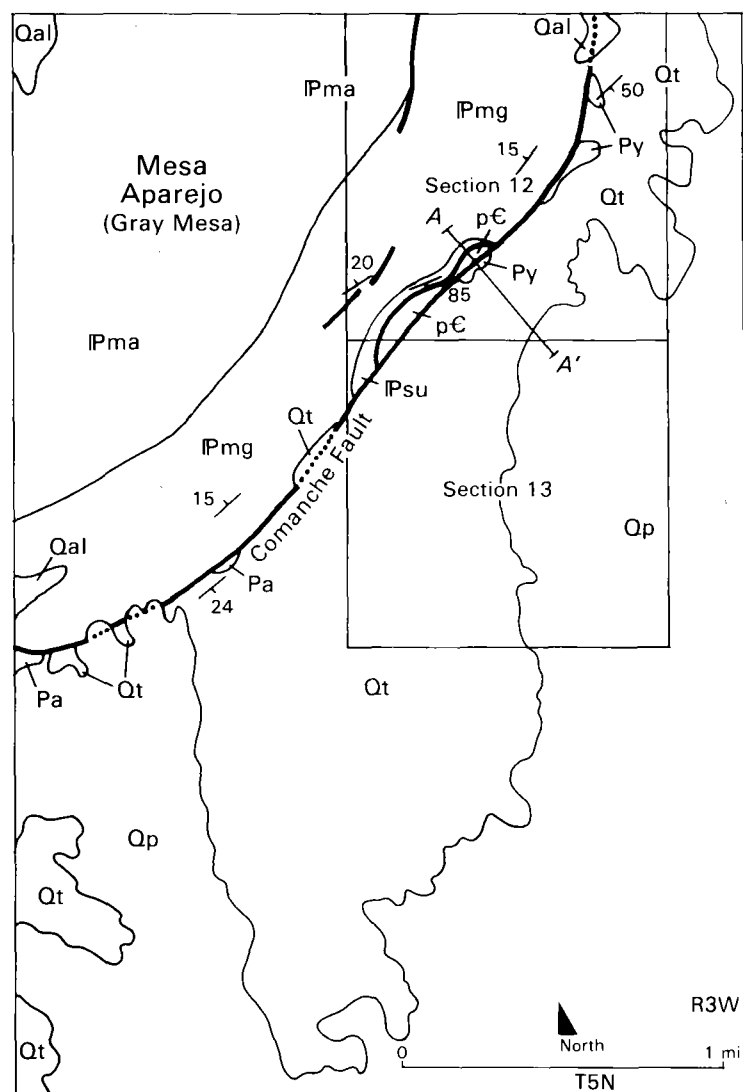 Qal
Qal
Qt
ℙma
50
ℙmg
Py
15
Mesa
Aparejo
(Gray Mesa)
Section 12
Qt
A
p€
20
Py
85
p€
ℙma
A'
ℙsu
Qt
ℙmg
Comanche Fault
Section 13
15
Qp
Qal
Pa
24
Pa
Qt
Qt
Qp
Qt
R3W
North
Qt
0 1 mi
T5N